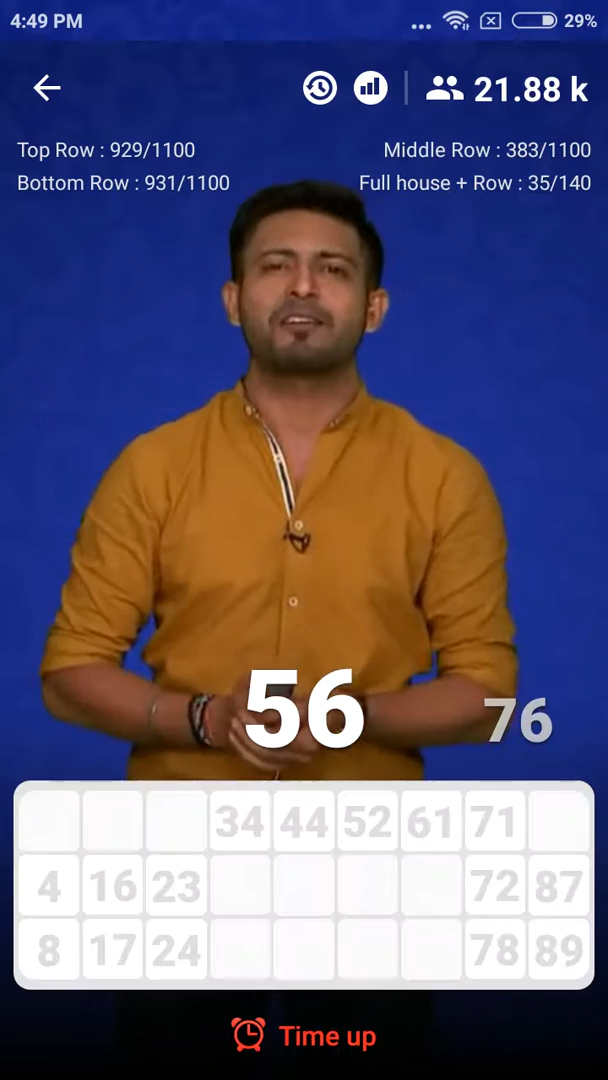 4:49 PM ... 29%
21.88 k
Top Row : 929/1100 Middle Row : 383/1100
Bottom Row : 931/1100 Full house + Row : 35/140
56 76
34 44 52 61 71
4 16 23 72 87
8 17 24 78 89
Time up